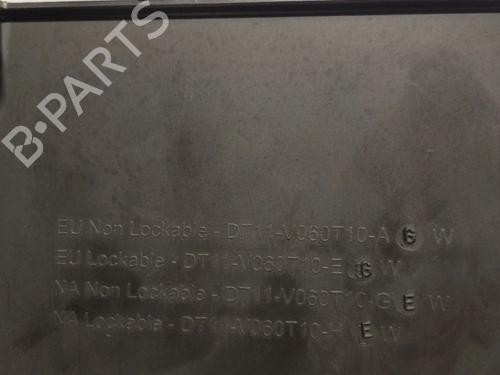 B·PARTS
EU Non Lockable - DT11-V060T10-A G W
EU Lockable - DT11-V060T10-E G W
NA Non Lockable - DT11-V060T10-G E W
NA Lockable - DT11-V060T10-H E W